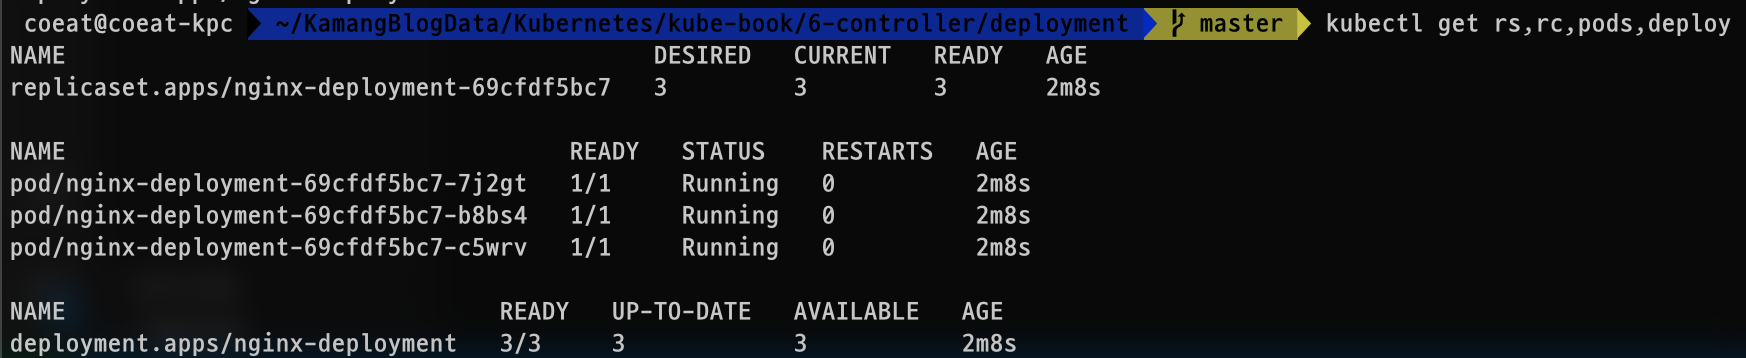 coeat@coeat-kpc ~/KamangBlogData/Kubernetes/kube-book/6-controller/deployment master kubectl get rs,rc,pods,deploy
NAME DESIRED CURRENT READY AGE
replicaset.apps/nginx-deployment-69cfdf5bc7 3 3 3 2m8s
NAME READY STATUS RESTARTS AGE
pod/nginx-deployment-69cfdf5bc7-7j2gt 1/1 Running 0 2m8s
pod/nginx-deployment-69cfdf5bc7-b8bs4 1/1 Running 0 2m8s
pod/nginx-deployment-69cfdf5bc7-c5wrv 1/1 Running 0 2m8s
NAME READY UP-TO-DATE AVAILABLE AGE
deployment.apps/nginx-deployment 3/3 3 3 2m8s